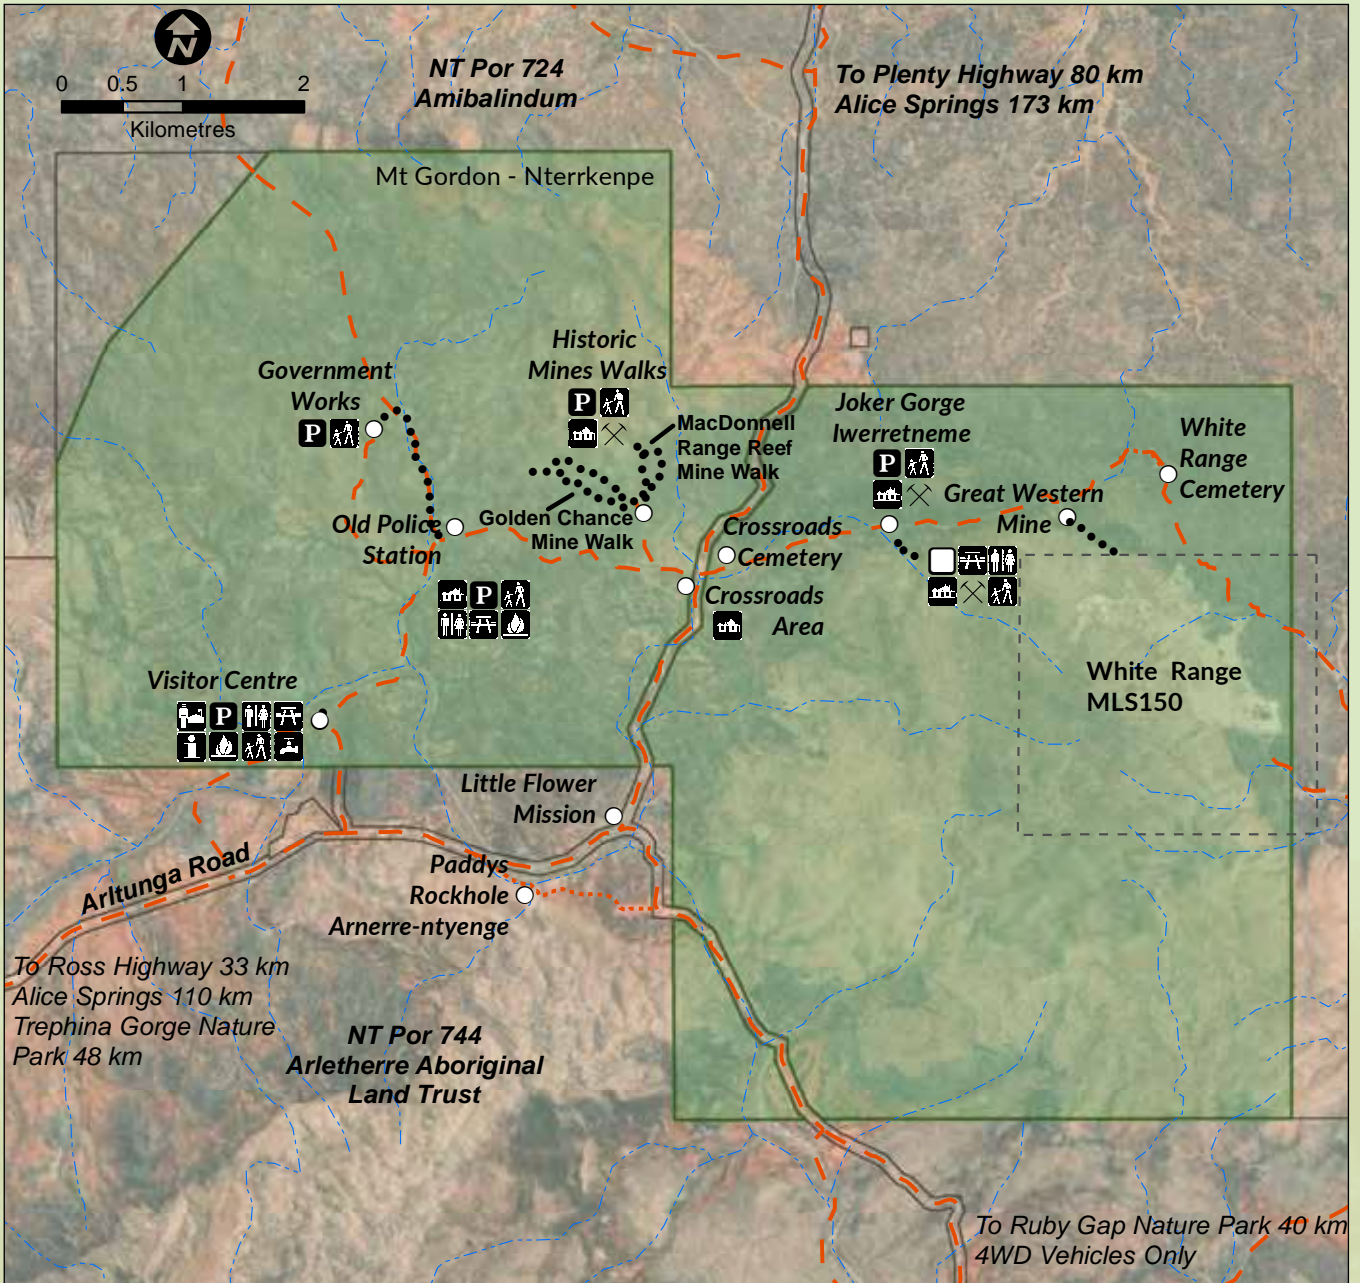 N
0 0.5 1 2
Kilometres
NT Por 724
Amibalindum
To Plenty Highway 80 km
Alice Springs 173 km
Mt Gordon - Nterrkenpe
Historic
Mines Walks
P
Government
Works
P
MacDonnell
Range Reef
Mine Walk
Joker Gorge
Iwerretneme
P
White
Range
Cemetery
Great Western
Mine
Old Police
Station
Golden Chance
Mine Walk
Crossroads
Cemetery
P
Crossroads
Area
Visitor Centre
P
i
White Range
MLS150
Little Flower
Mission
Arltunga Road
Paddys
Rockhole
Arnerre-ntyenge
To Ross Highway 33 km
Alice Springs 110 km
Trephina Gorge Nature
Park 48 km
NT Por 744
Arletherre Aboriginal
Land Trust
To Ruby Gap Nature Park 40 km
4WD Vehicles Only